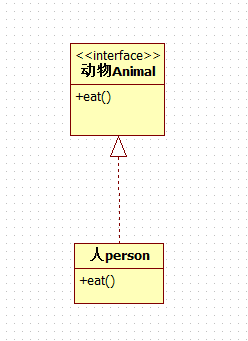 <<interface>>
动物Animal
+eat()
人person
+eat()